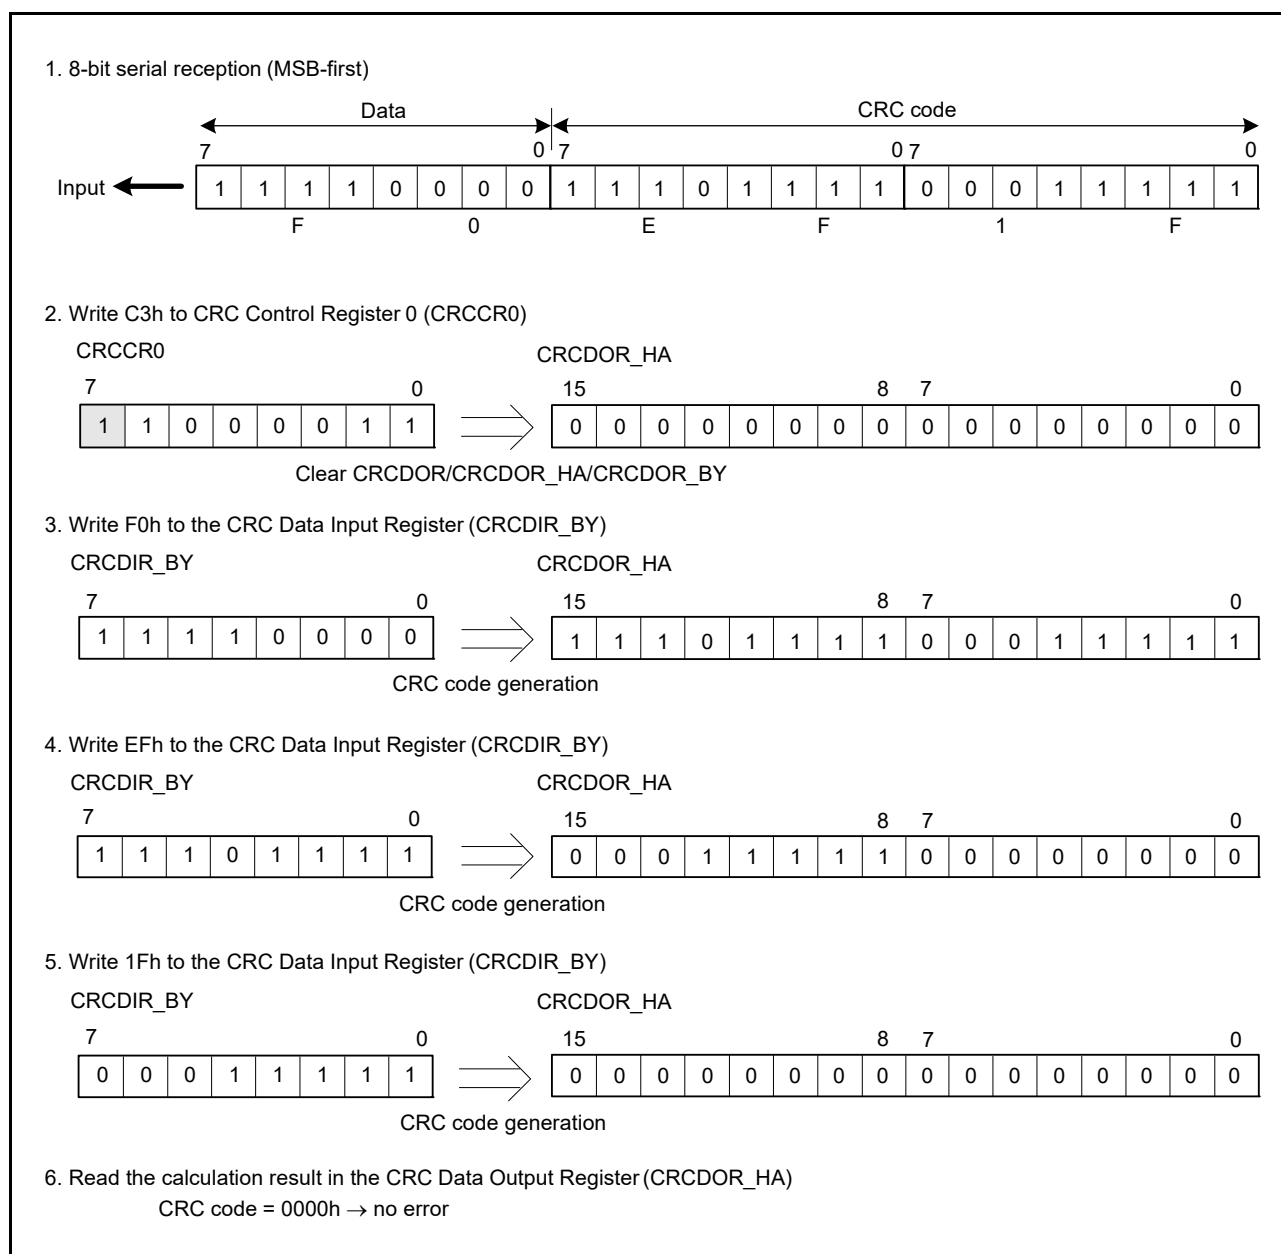 1. 8-bit serial reception (MSB-first)
Data CRC code
7 0 7 0 7 0
Input 1 1 1 1 0 0 0 0 1 1 1 0 1 1 1 1 0 0 0 1 1 1 1 1
F 0 E F 1 F
2. Write C3h to CRC Control Register 0 (CRCCR0)
CRCCR0 CRCDOR_HA
7 0 15 8 7 0
1 1 0 0 0 0 1 1 0 0 0 0 0 0 0 0 0 0 0 0 0 0 0 0
Clear CRCDOR/CRCDOR_HA/CRCDOR_BY
3. Write F0h to the CRC Data Input Register (CRCDIR_BY)
CRCDIR_BY CRCDOR_HA
7 0 15 8 7 0
1 1 1 1 0 0 0 0 1 1 1 0 1 1 1 1 0 0 0 1 1 1 1 1
CRC code generation
4. Write EFh to the CRC Data Input Register (CRCDIR_BY)
CRCDIR_BY CRCDOR_HA
7 0 15 8 7 0
1 1 1 0 1 1 1 1 0 0 0 1 1 1 1 1 0 0 0 0 0 0 0 0
CRC code generation
5. Write 1Fh to the CRC Data Input Register (CRCDIR_BY)
CRCDIR_BY CRCDOR_HA
7 0 15 8 7 0
0 0 0 1 1 1 1 1 0 0 0 0 0 0 0 0 0 0 0 0 0 0 0 0
CRC code generation
6. Read the calculation result in the CRC Data Output Register (CRCDOR_HA)
CRC code = 0000h → no error